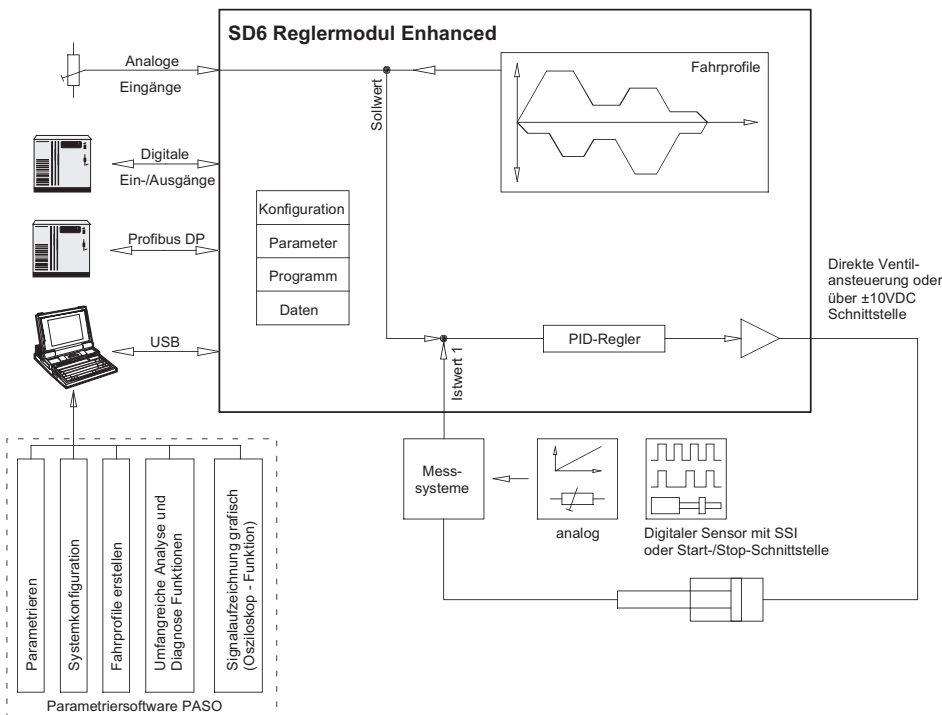 SD6 Reglermodul Enhanced
Analoge
Eingänge
Digitale
Ein-/Ausgänge
Profibus DP
USB
Sollwert
Fahrprofile
Konfiguration
Parameter
Programm
Daten
Istwert 1
PID-Regler
Direkte Ventil-
ansteuerung oder
über ±10VDC
Schnittstelle
Mess-
systeme
analog
Digitaler Sensor mit SSI
oder Start-/Stop-Schnittstelle
Parametrieren
Systemkonfiguration
Fahrprofile erstellen
Umfangreiche Analyse und
Diagnose Funktionen
Signalaufzeichnung grafisch
(Osziloskop - Funktion)
Parametriersoftware PASO